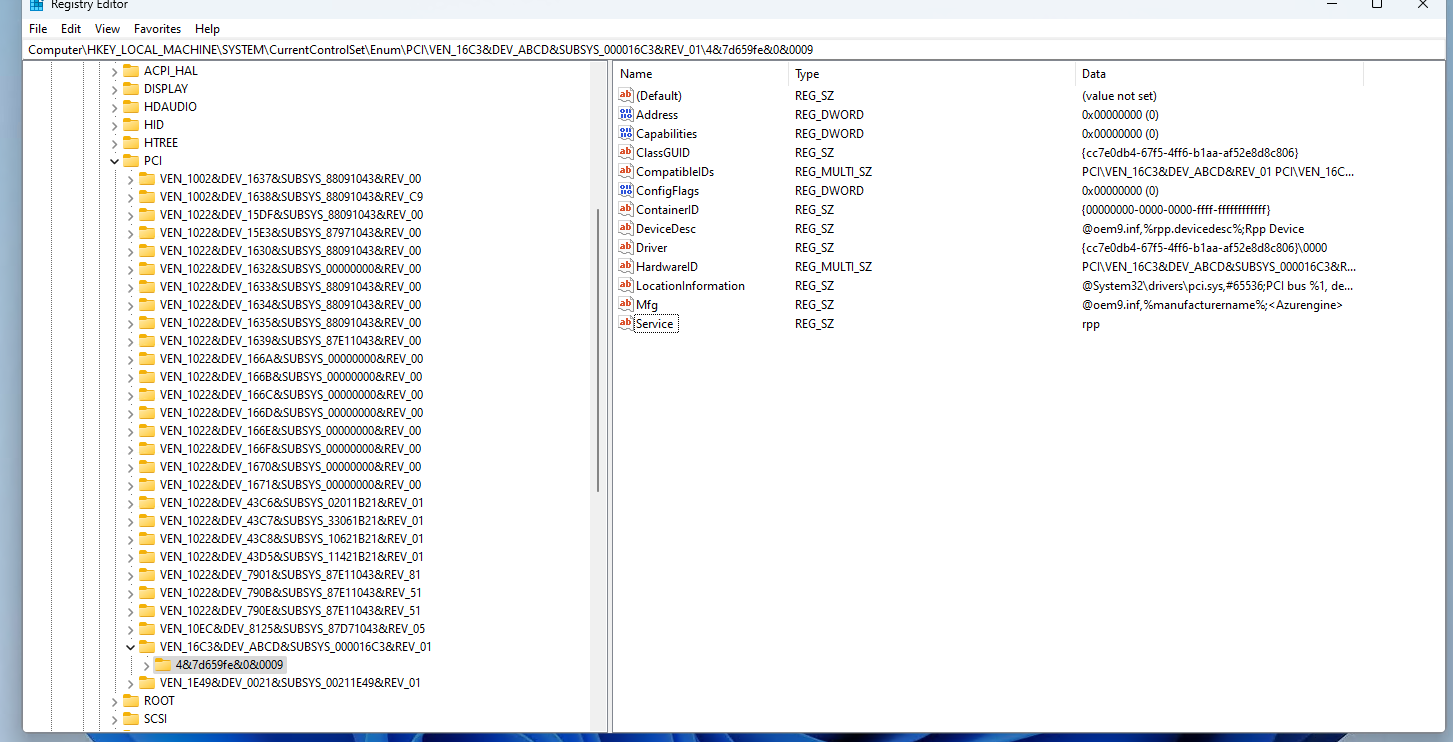 Registry Editor
File Edit View Favorites Help
Computer\HKEY_LOCAL_MACHINE\SYSTEM\CurrentControlSet\Enum\PCI\VEN_16C3&DEV_ABCD&SUBSYS_000016C3&REV_01\4&7d659fe&0&0009
ACPI_HAL
DISPLAY
HDAUDIO
HID
HTREE
PCI
VEN_1002&DEV_1637&SUBSYS_88091043&REV_00
VEN_1002&DEV_1638&SUBSYS_88091043&REV_C9
VEN_1022&DEV_15DF&SUBSYS_88091043&REV_00
VEN_1022&DEV_15E3&SUBSYS_87971043&REV_00
VEN_1022&DEV_1630&SUBSYS_88091043&REV_00
VEN_1022&DEV_1632&SUBSYS_00000000&REV_00
VEN_1022&DEV_1633&SUBSYS_88091043&REV_00
VEN_1022&DEV_1634&SUBSYS_88091043&REV_00
VEN_1022&DEV_1635&SUBSYS_88091043&REV_00
VEN_1022&DEV_1639&SUBSYS_87E11043&REV_00
VEN_1022&DEV_166A&SUBSYS_00000000&REV_00
VEN_1022&DEV_166B&SUBSYS_00000000&REV_00
VEN_1022&DEV_166C&SUBSYS_00000000&REV_00
VEN_1022&DEV_166D&SUBSYS_00000000&REV_00
VEN_1022&DEV_166E&SUBSYS_00000000&REV_00
VEN_1022&DEV_166F&SUBSYS_00000000&REV_00
VEN_1022&DEV_1670&SUBSYS_00000000&REV_00
VEN_1022&DEV_1671&SUBSYS_00000000&REV_00
VEN_1022&DEV_43C6&SUBSYS_02011B21&REV_01
VEN_1022&DEV_43C7&SUBSYS_33061B21&REV_01
VEN_1022&DEV_43C8&SUBSYS_10621B21&REV_01
VEN_1022&DEV_43D5&SUBSYS_11421B21&REV_01
VEN_1022&DEV_7901&SUBSYS_87E11043&REV_81
VEN_1022&DEV_790B&SUBSYS_87E11043&REV_51
VEN_1022&DEV_790E&SUBSYS_87E11043&REV_51
VEN_10EC&DEV_8125&SUBSYS_87D71043&REV_05
VEN_16C3&DEV_ABCD&SUBSYS_000016C3&REV_01
4&7d659fe&0&0009
VEN_1E49&DEV_0021&SUBSYS_00211E49&REV_01
ROOT
SCSI
Name Type Data
(Default) REG_SZ (value not set)
Address REG_DWORD 0x00000000 (0)
Capabilities REG_DWORD 0x00000000 (0)
ClassGUID REG_SZ {cc7e0db4-67f5-4ff6-b1aa-af52e8d8c806}
CompatibleIDs REG_MULTI_SZ PCI\VEN_16C3&DEV_ABCD&REV_01 PCI\VEN_16C...
ConfigFlags REG_DWORD 0x00000000 (0)
ContainerID REG_SZ {00000000-0000-0000-ffff-ffffffffffff}
DeviceDesc REG_SZ @oem9.inf,%rpp.devicedesc%;Rpp Device
Driver REG_SZ {cc7e0db4-67f5-4ff6-b1aa-af52e8d8c806}\0000
HardwareID REG_MULTI_SZ PCI\VEN_16C3&DEV_ABCD&SUBSYS_000016C3&R...
LocationInformation REG_SZ @System32\drivers\pci.sys,#65536;PCI bus %1, de...
Mfg REG_SZ @oem9.inf,%manufacturername%;<Azurengine>
Service REG_SZ rpp